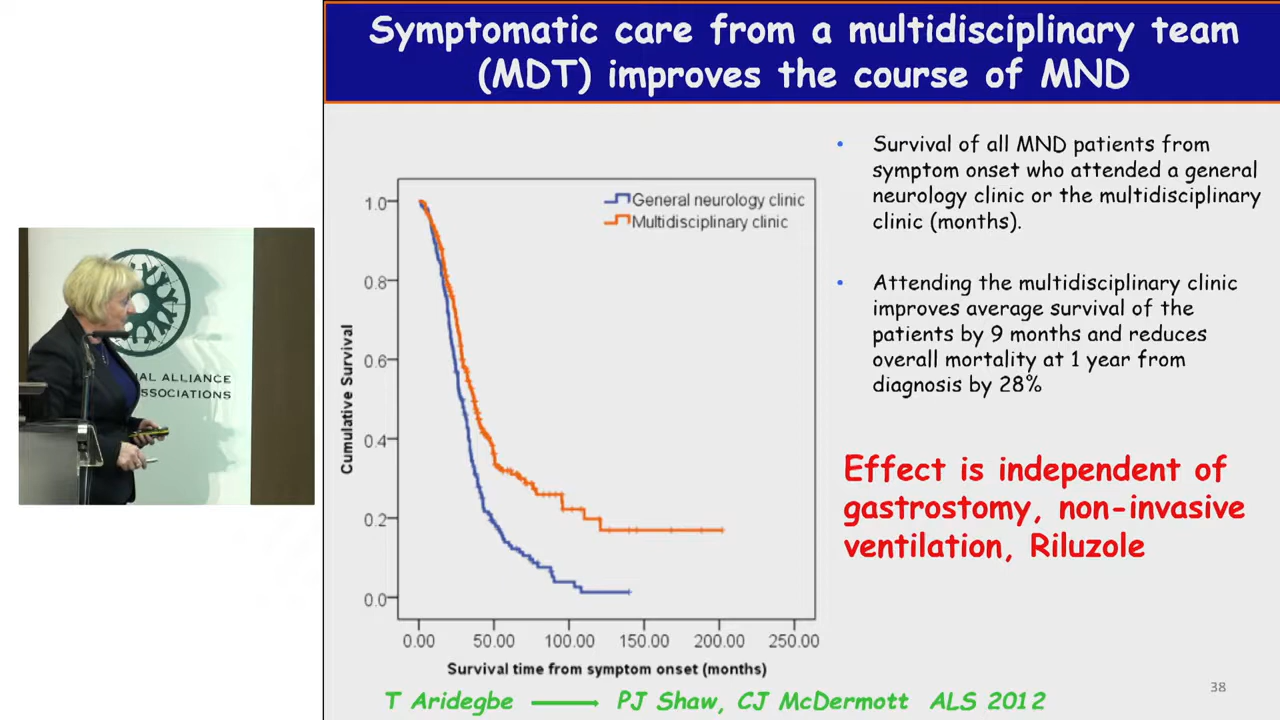 Symptomatic care from a multidisciplinary team
(MDT) improves the course of MND
• Survival of all MND patients from
symptom onset who attended a general
neurology clinic or the multidisciplinary
clinic (months).
• Attending the multidisciplinary clinic
improves average survival of the
patients by 9 months and reduces
overall mortality at 1 year from
diagnosis by 28%
Effect is independent of
gastrostomy, non-invasive
ventilation, Riluzole
General neurology clinic
Multidisciplinary clinic
Cumulative Survival
1.0
0.8
0.6
0.4
0.2
0.0
0.00 50.00 100.00 150.00 200.00 250.00
Survival time from symptom onset (months)
T Aridegbe → PJ Shaw, CJ McDermott ALS 2012
38
ALLIANCE